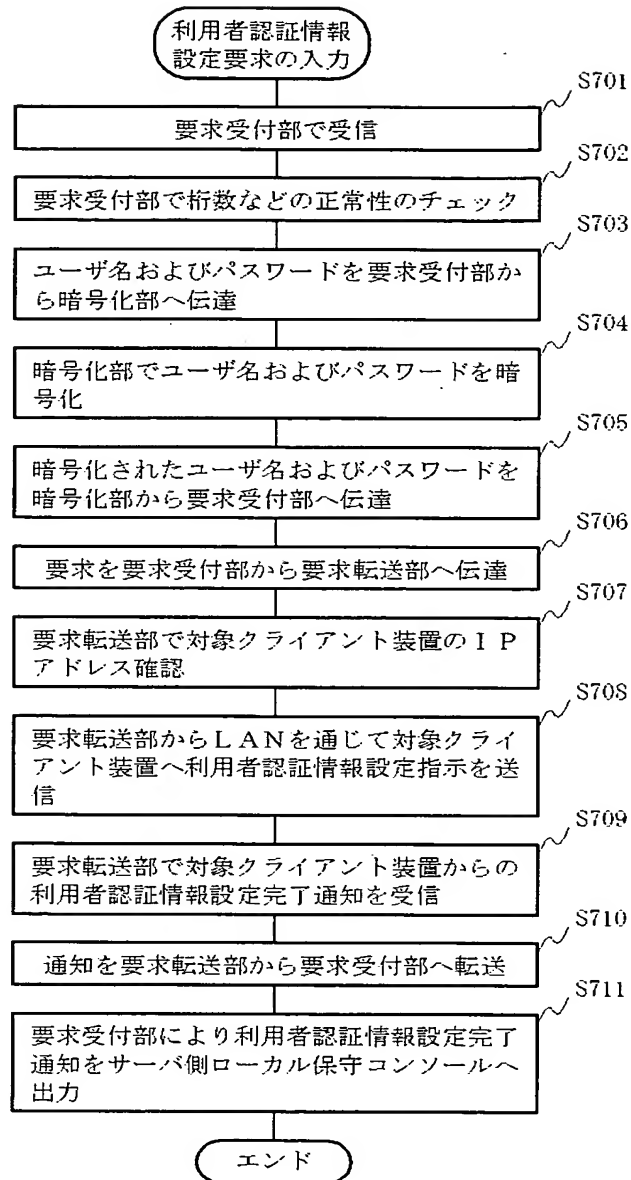 利用者認証情報
設定要求の入力
S701
要求受付部で受信
S702
要求受付部で桁数などの正常性のチェック
S703
ユーザ名およびパスワードを要求受付部か
ら暗号化部へ伝達
S704
暗号化部でユーザ名およびパスワードを暗
号化
S705
暗号化されたユーザ名およびパスワードを
暗号化部から要求受付部へ伝達
S706
要求を要求受付部から要求転送部へ伝達
S707
要求転送部で対象クライアント装置のIP
アドレス確認
S708
要求転送部からLANを通じて対象クライ
アント装置へ利用者認証情報設定指示を送
信
S709
要求転送部で対象クライアント装置からの
利用者認証情報設定完了通知を受信
S710
通知を要求転送部から要求受付部へ転送
S711
要求受付部により利用者認証情報設定完了
通知をサーバ側ローカル保守コンソールへ
出力
エンド